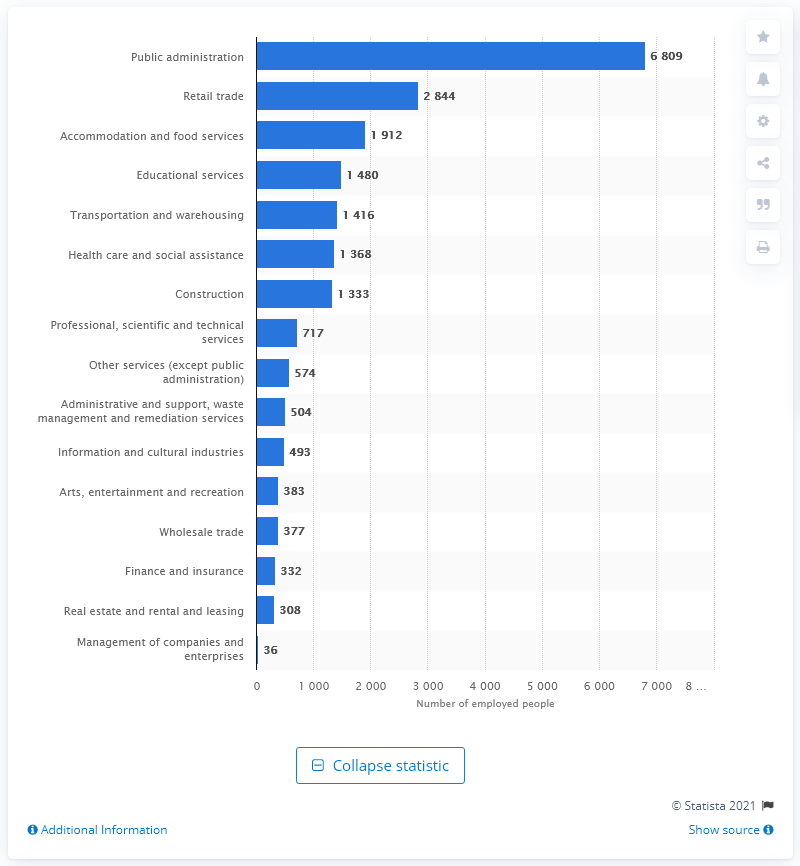 Public administration 6 809
Retail trade 2 844
Accommodation and food services 1 912
Educational services 1 480
Transportation and warehousing 1 416
Health care and social assistance 1 368
Construction 1 333
Professional, scientific and technical
services 717
Other services (except public
administration) 574
Administrative and support, waste
management and remediation services 504
Information and cultural industries 493
Arts, entertainment and recreation 383
Wholesale trade 377
Finance and insurance 332
Real estate and rental and leasing 308
Management of companies and
enterprises 36
0 1 000 2 000 3 000 4 000 5 000 6 000 7 000 8 ...
Number of employed people
Collapse statistic
© Statista 2021
Additional Information
Show source